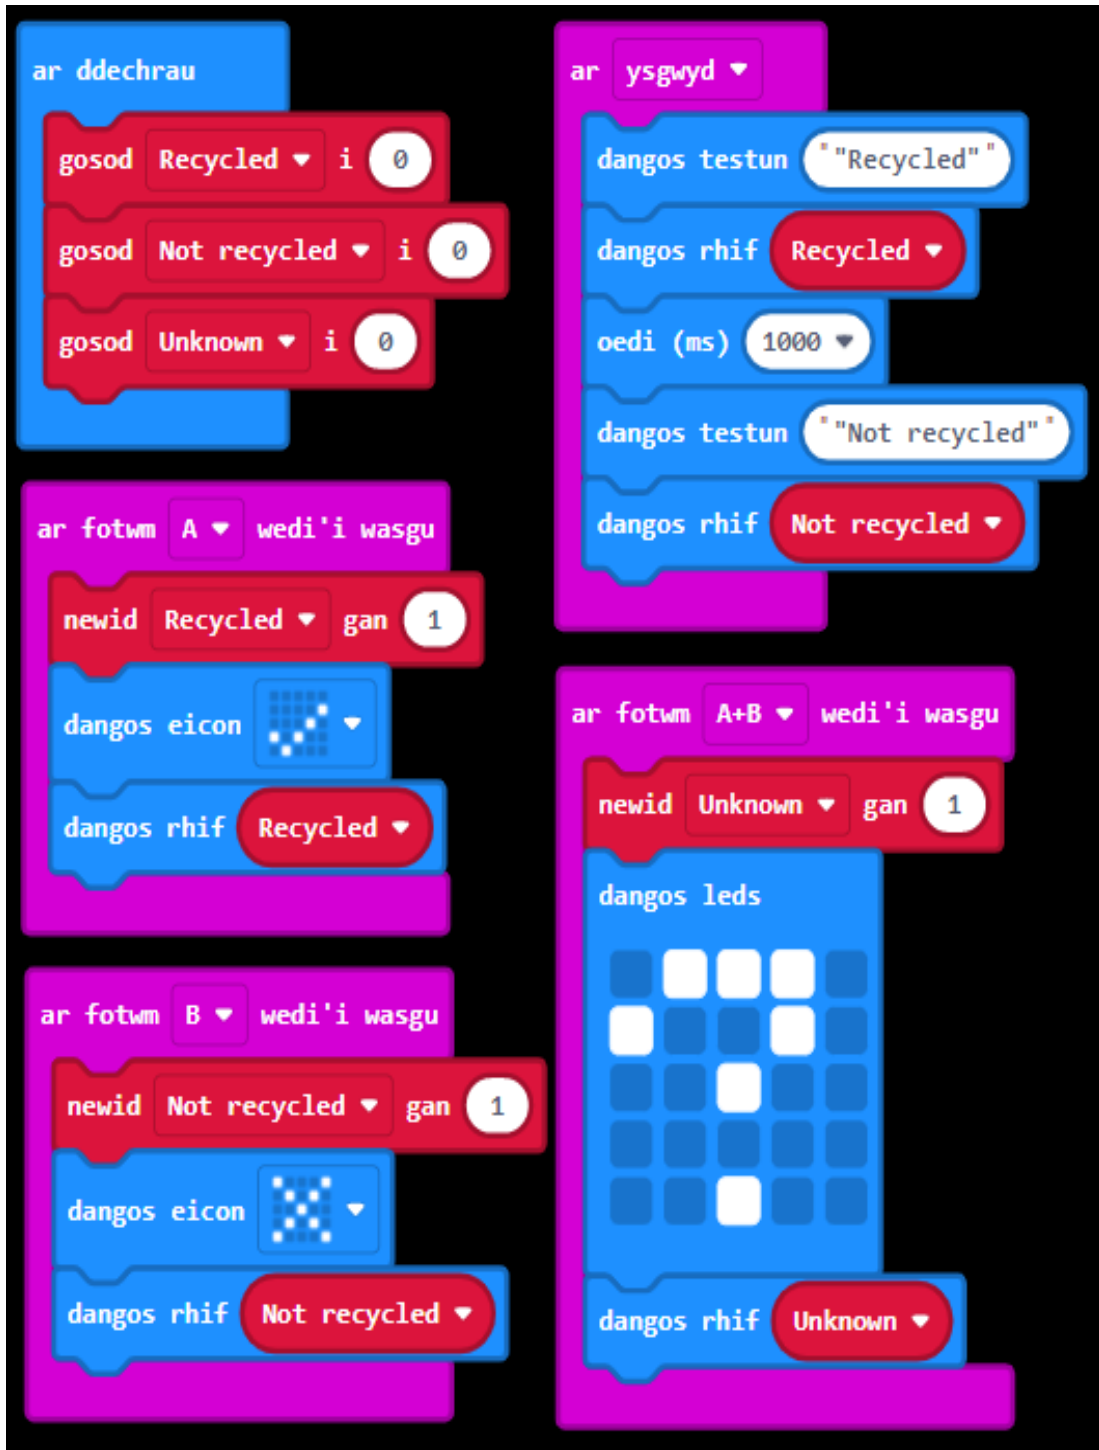 ar ddechrau
gosod Recycled i 0
gosod Not recycled i 0
gosod Unknown i 0
ar fotwm A wedi'i wasgu
newid Recycled gan 1
dangos eicon
dangos rhif Recycled
ar fotwm B wedi'i wasgu
newid Not recycled gan 1
dangos eicon
dangos rhif Not recycled
ar ysgwyd
dangos testun ""Recycled""
dangos rhif Recycled
oedi (ms) 1000
dangos testun ""Not recycled""
dangos rhif Not recycled
ar fotwm A+B wedi'i wasgu
newid Unknown gan 1
dangos leds
dangos rhif Unknown